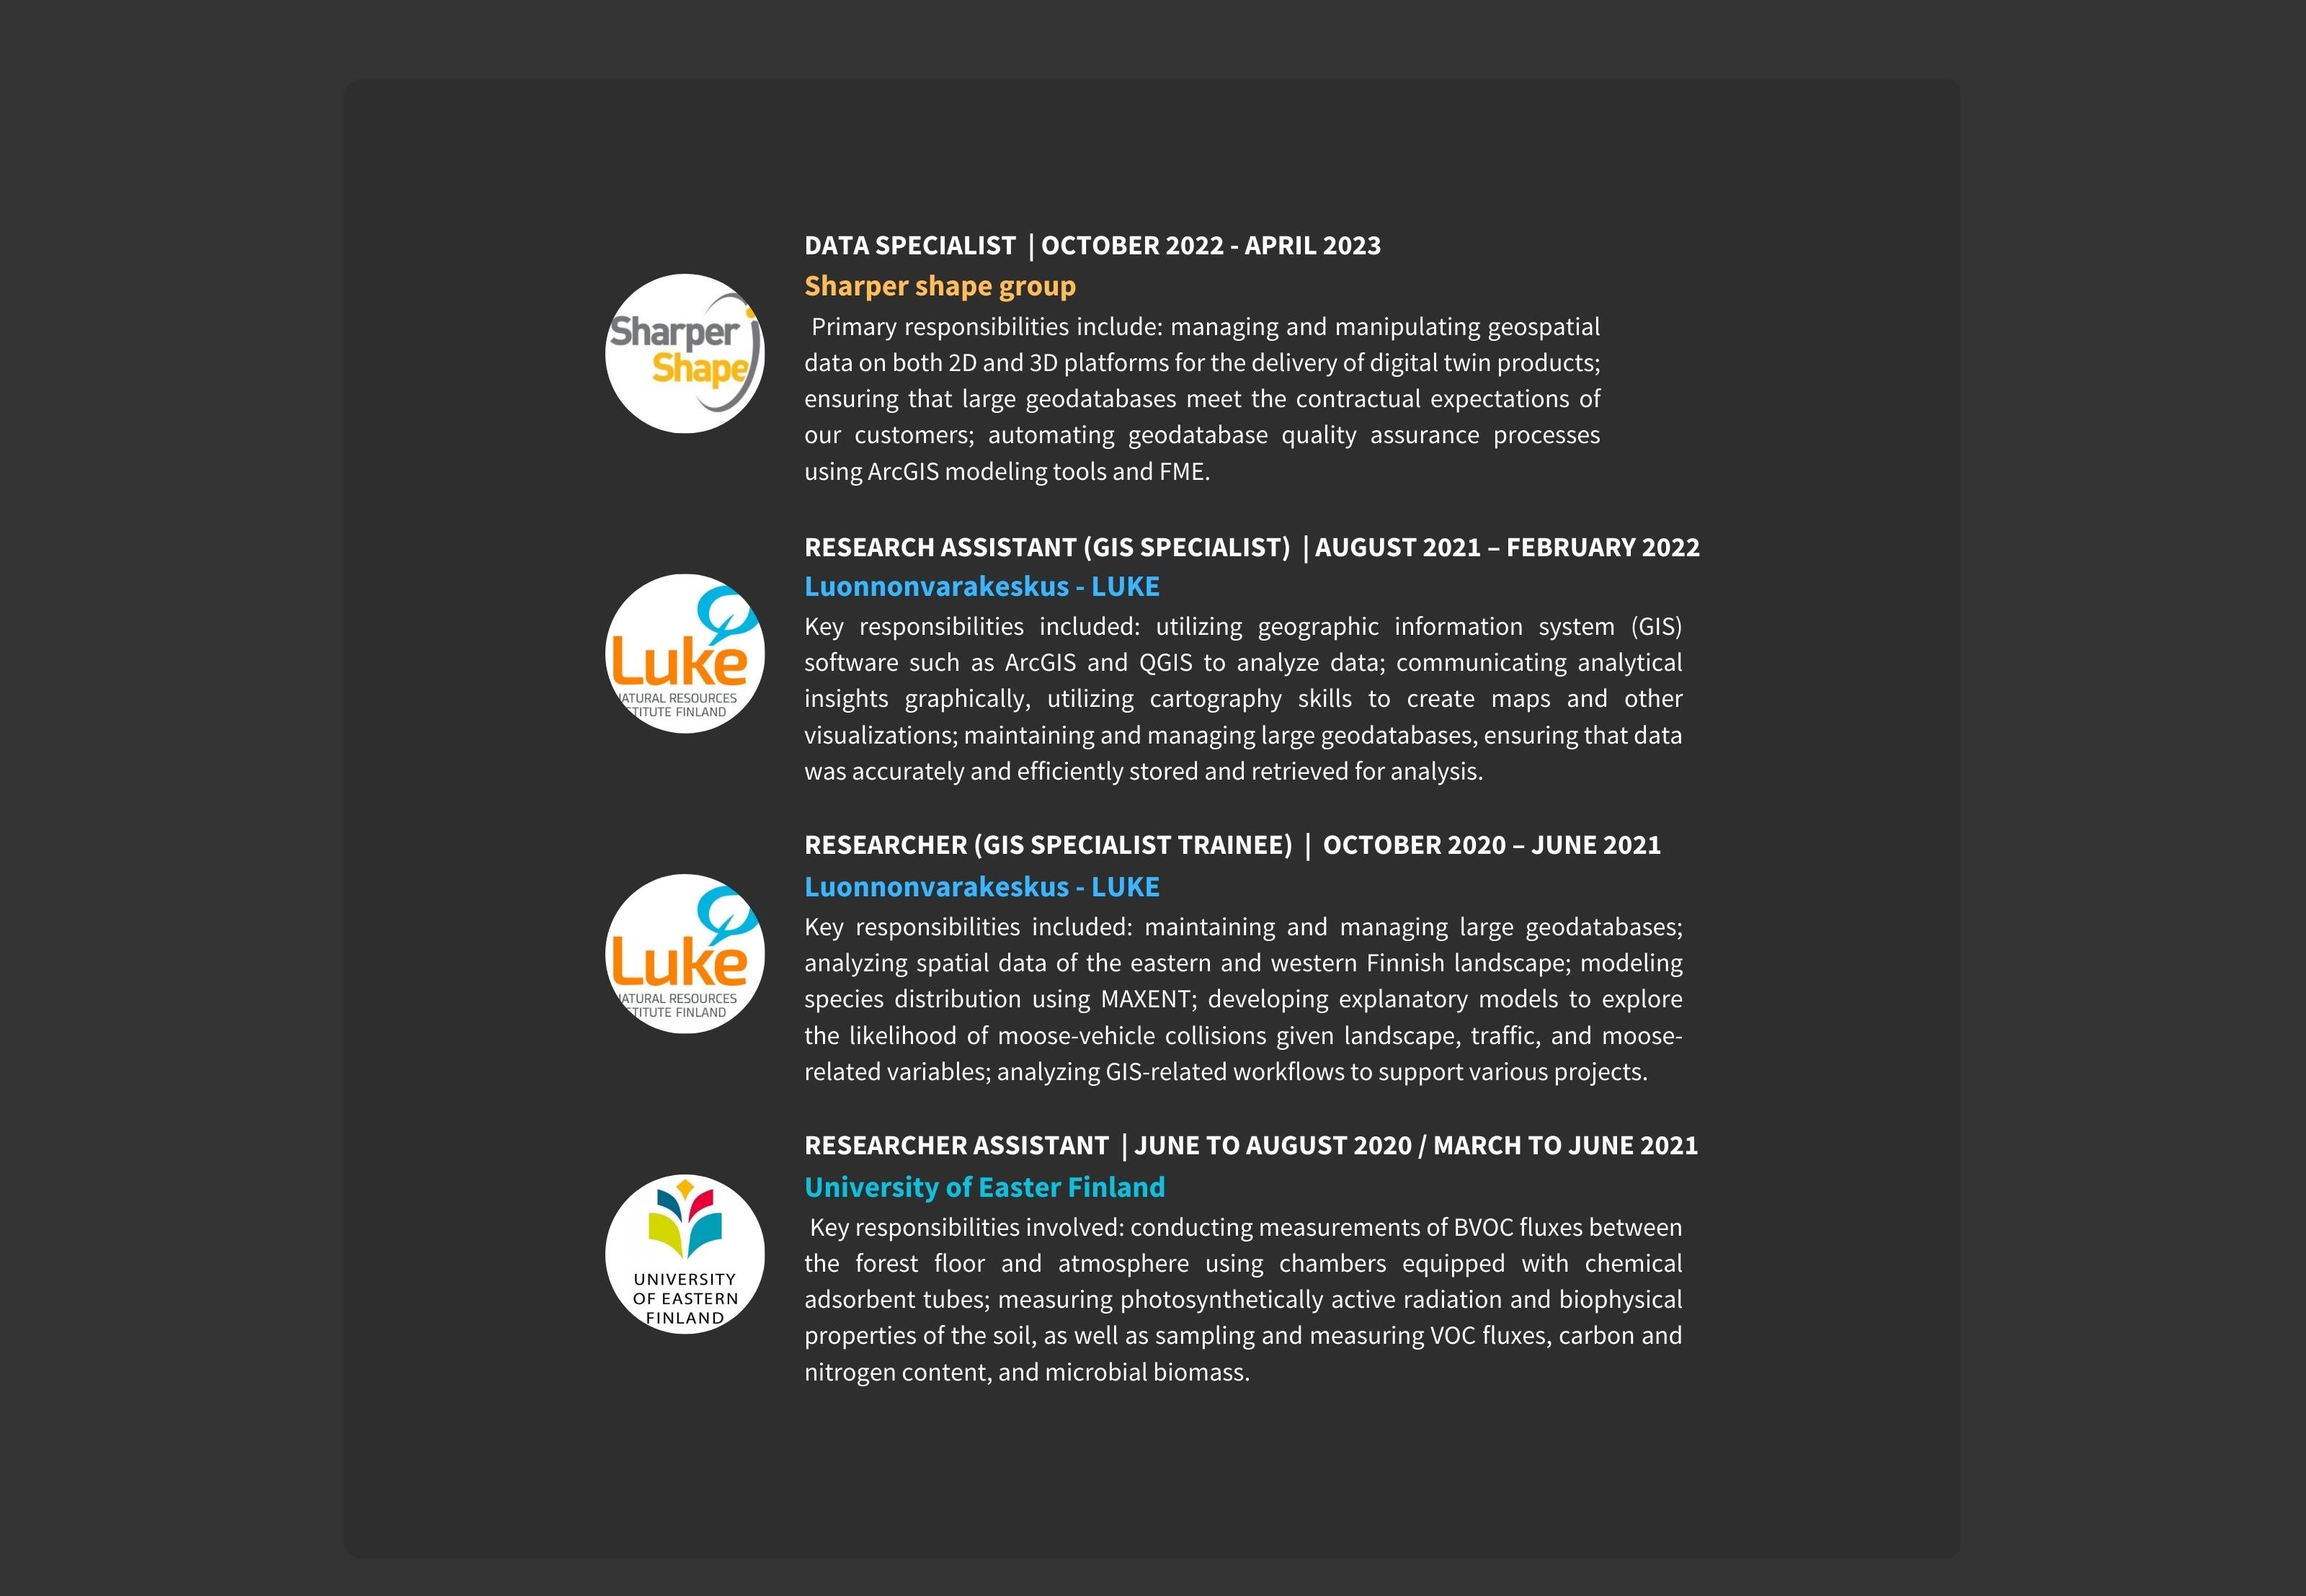 DATA SPECIALIST | OCTOBER 2022 - APRIL 2023
Sharper shape group
Sharper
Shape
Primary responsibilities include: managing and manipulating geospatial
data on both 2D and 3D platforms for the delivery of digital twin products;
ensuring that large geodatabases meet the contractual expectations of
our customers; automating geodatabase quality assurance processes
using ArcGIS modeling tools and FME.
RESEARCH ASSISTANT (GIS SPECIALIST) | AUGUST 2021 – FEBRUARY 2022
Luonnonvarakeskus - LUKE
Luke
NATURAL RESOURCES
TITUTE FINLAND
Key responsibilities included: utilizing geographic information system (GIS)
software such as ArcGIS and QGIS to analyze data; communicating analytical
insights graphically, utilizing cartography skills to create maps and other
visualizations; maintaining and managing large geodatabases, ensuring that data
was accurately and efficiently stored and retrieved for analysis.
RESEARCHER (GIS SPECIALIST TRAINEE) | OCTOBER 2020 – JUNE 2021
Luonnonvarakeskus - LUKE
Luke
NATURAL RESOURCES
TITUTE FINLAND
Key responsibilities included: maintaining and managing large geodatabases;
analyzing spatial data of the eastern and western Finnish landscape; modeling
species distribution using MAXENT; developing explanatory models to explore
the likelihood of moose-vehicle collisions given landscape, traffic, and moose-
related variables; analyzing GIS-related workflows to support various projects.
RESEARCHER ASSISTANT | JUNE TO AUGUST 2020 / MARCH TO JUNE 2021
University of Easter Finland
UNIVERSITY
OF EASTERN
FINLAND
Key responsibilities involved: conducting measurements of BVOC fluxes between
the forest floor and atmosphere using chambers equipped with chemical
adsorbent tubes; measuring photosynthetically active radiation and biophysical
properties of the soil, as well as sampling and measuring VOC fluxes, carbon and
nitrogen content, and microbial biomass.